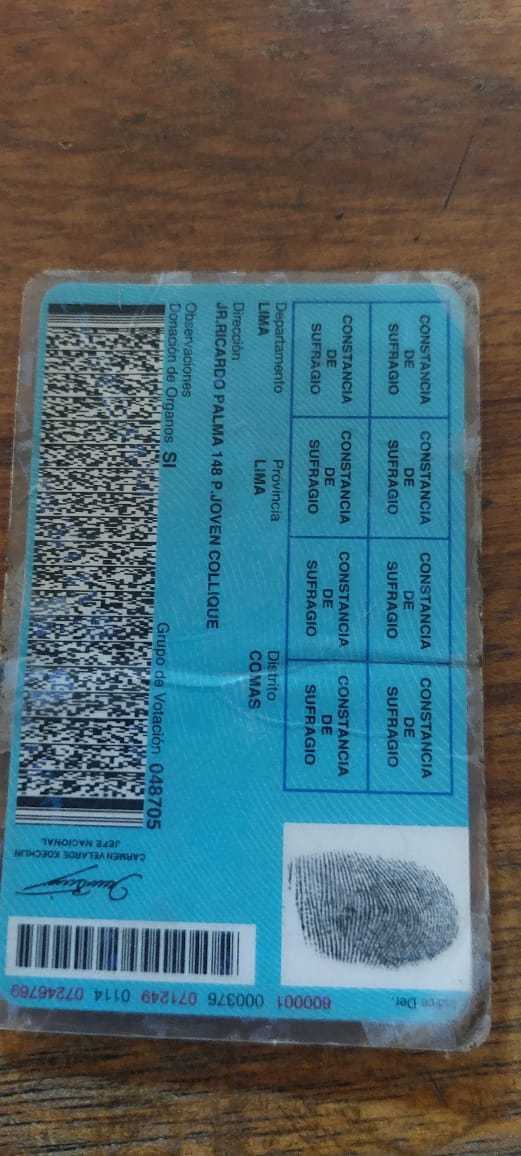 CONSTANCIA DE SUFRAGIO
CONSTANCIA DE SUFRAGIO
CONSTANCIA DE SUFRAGIO
CONSTANCIA DE SUFRAGIO
CONSTANCIA DE SUFRAGIO
CONSTANCIA DE SUFRAGIO
CONSTANCIA DE SUFRAGIO
CONSTANCIA DE SUFRAGIO
Departamento Provincia Distrito
LIMA LIMA COMAS
Dirección
JR.RICARDO PALMA 148 P.JOVEN COLLIQUE
Observaciones
Donación de Organos SI Grupo de Votación 048705
CARMEN VELARDE KOECHLIN
JEFE NACIONAL
Indice Der.
600001 000376 071249 0114 07246769